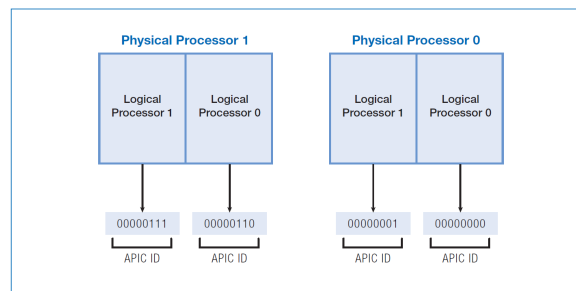 Physical Processor 1
Physical Processor 0
Logical
Processor 1
Logical
Processor 0
Logical
Processor 1
Logical
Processor 0
00000111
00000110
00000001
00000000
APIC ID
APIC ID
APIC ID
APIC ID